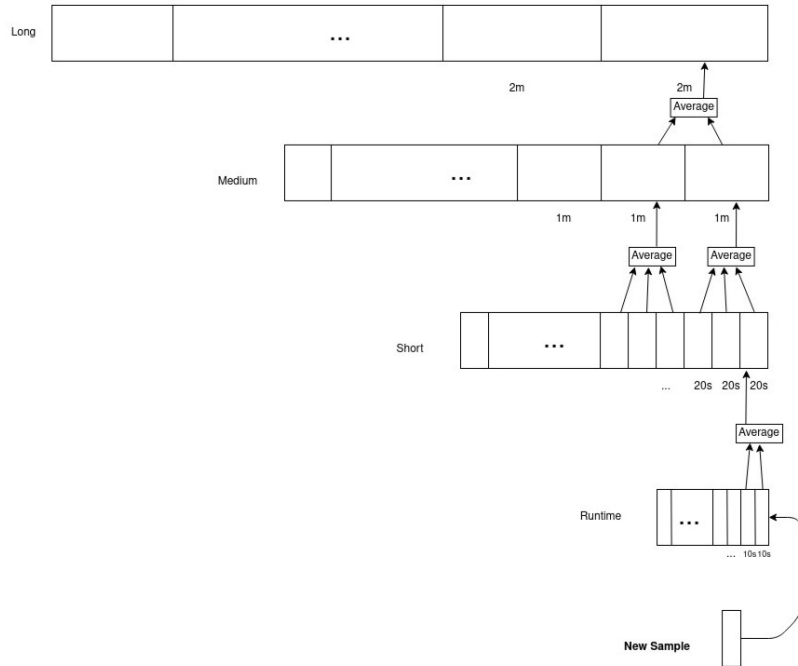 Long
...
2m
2m
Average
Medium
...
1m
1m
1m
Average
Average
Short
...
...
20s
20s
20s
Average
Runtime
...
...
10s
10s
New Sample